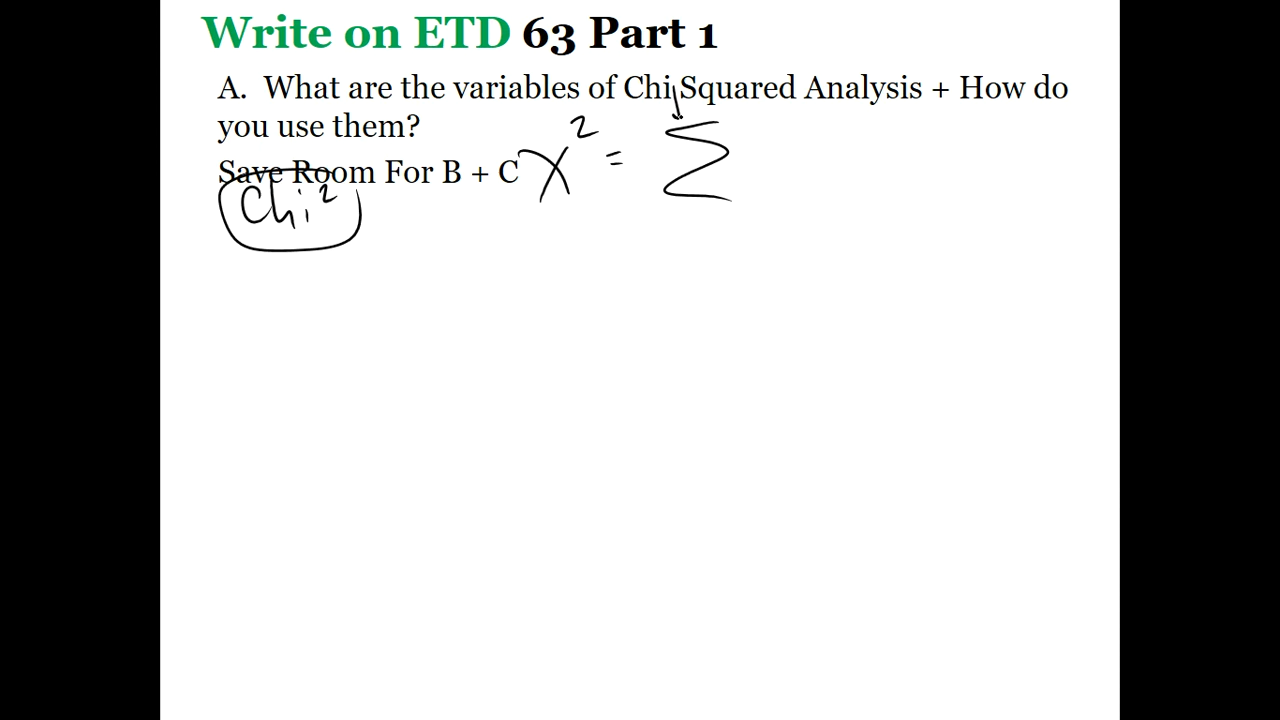 Write on ETD 63 Part 1
A. What are the variables of Chi Squared Analysis + How do
you use them?
Save Room For B + C
χ² = Σ
Chi²